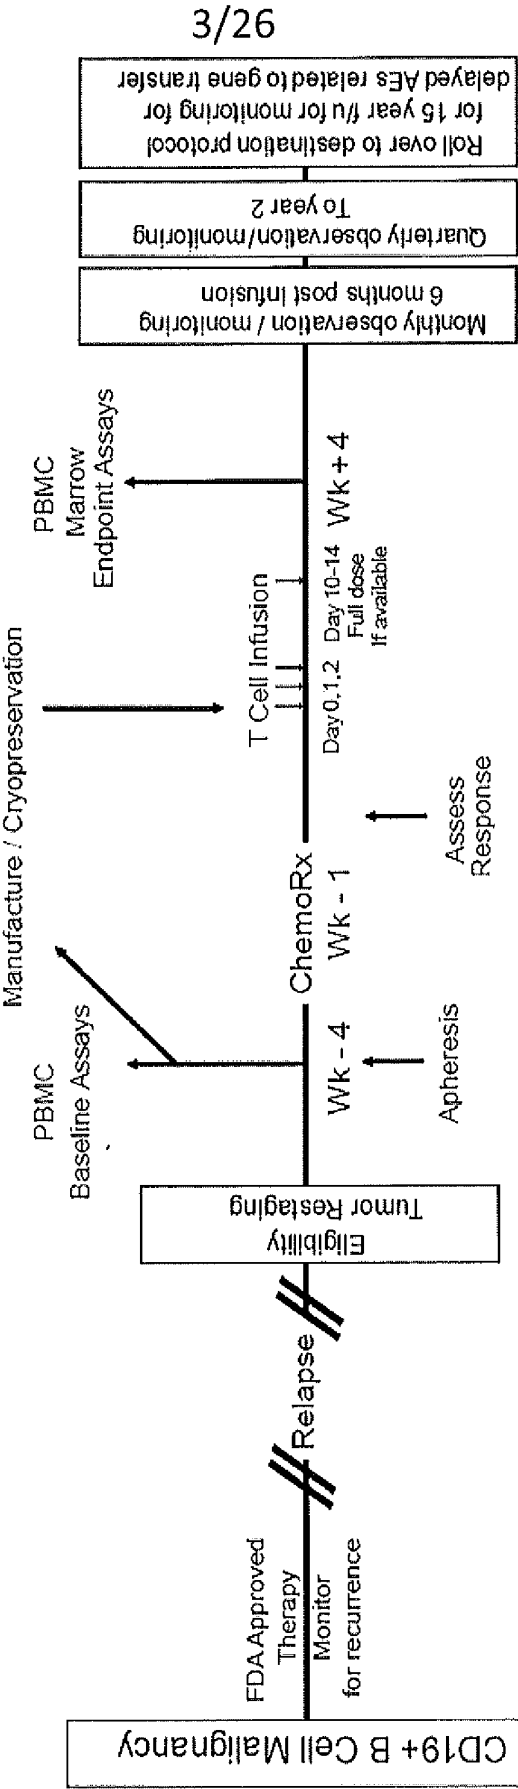 3/26
CD19+ B Cell Malignancy
FDA Approved
Therapy
Monitor
for recurrence
Relapse
Eligibility
Tumor Restaging
PBMC
Baseline Assays
Wk - 4
Apheresis
Manufacture / Cryopreservation
ChemoRx
Wk - 1
Assess
Response
T Cell Infusion
Day 0,1,2
Day 10-14
Full dose
If available
PBMC
Marrow
Endpoint Assays
Wk + 4
Monthly observation / monitoring
6 months post Infusion
Quarterly observation/monitoring
To year 2
Roll over to destination protocol
for 15 year f/u for monitoring for
delayed AEs related to gene transfer